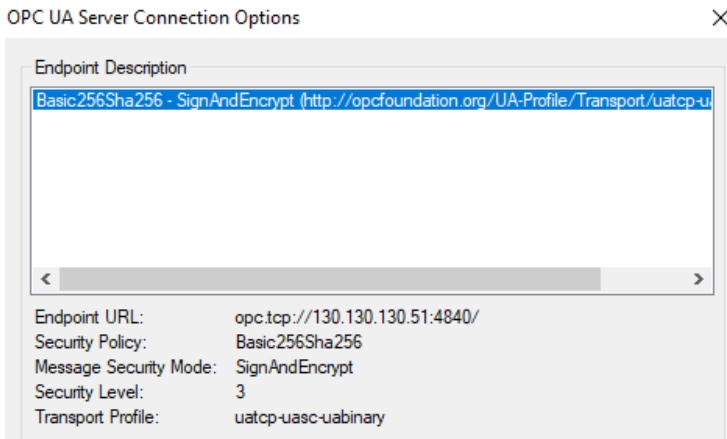 OPC UA Server Connection Options
Endpoint Description
Basic256Sha256 - SignAndEncrypt (http://opcfoundation.org/UA-Profile/Transport/uatcp-u
Endpoint URL: opc.tcp://130.130.130.51:4840/
Security Policy: Basic256Sha256
Message Security Mode: SignAndEncrypt
Security Level: 3
Transport Profile: uatcp-uasc-uabinary